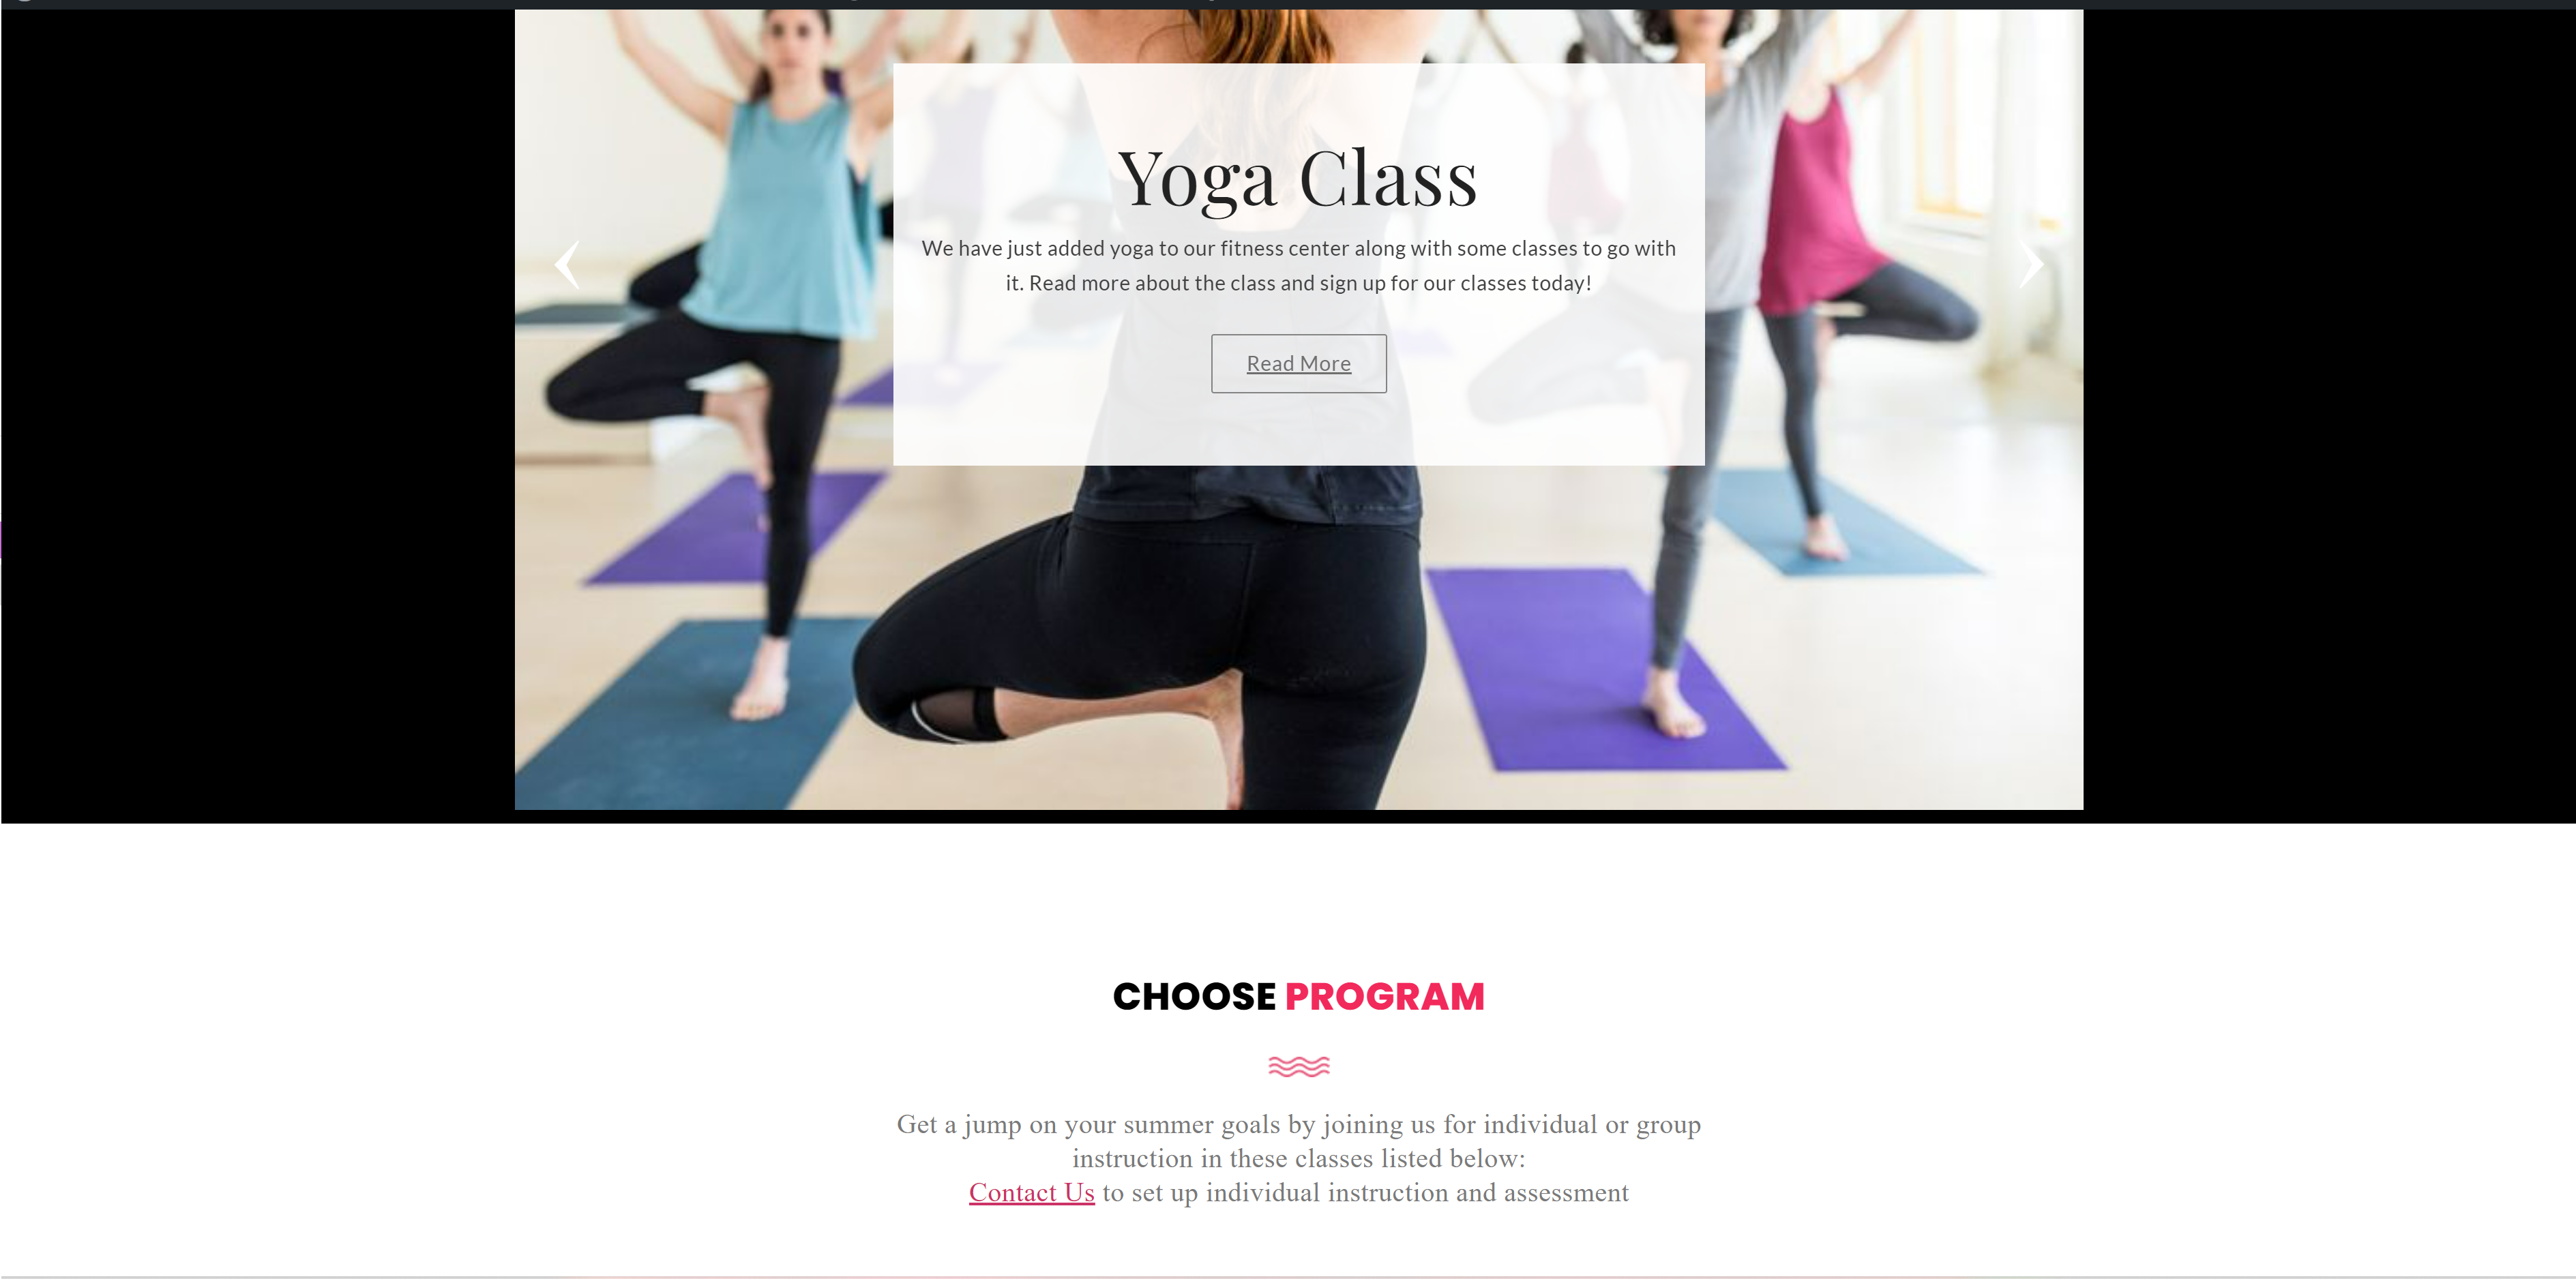 Yoga Class
We have just added yoga to our fitness center along with some classes to go with
it. Read more about the class and sign up for our classes today!
Read More
CHOOSE PROGRAM
Get a jump on your summer goals by joining us for individual or group
instruction in these classes listed below:
Contact Us to set up individual instruction and assessment